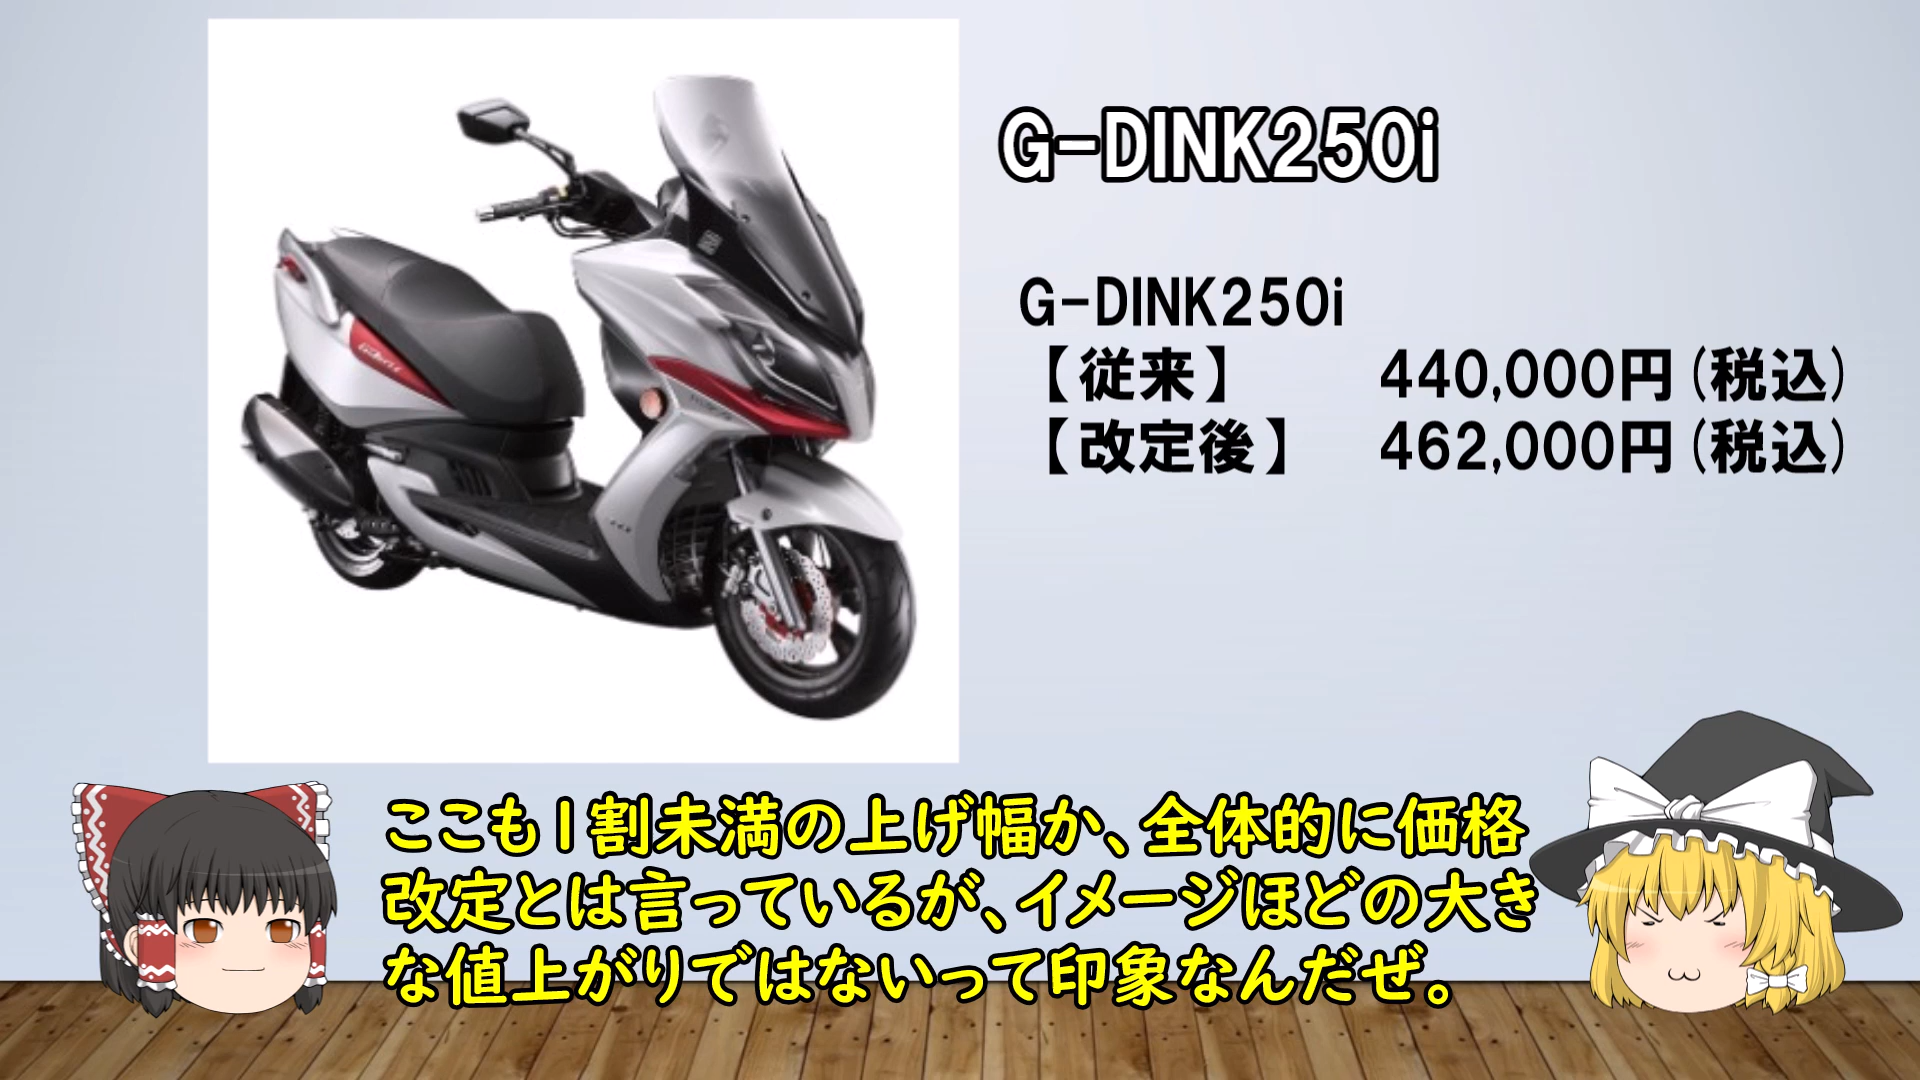 G-DINK250i
G-DINK250i
【従来】 440,000円(税込)
【改定後】 462,000円(税込)
ここも1割未満の上げ幅か、全体的に価格
改定とは言っているが、イメージほどの大き
な値上がりではないって印象なんだぜ。